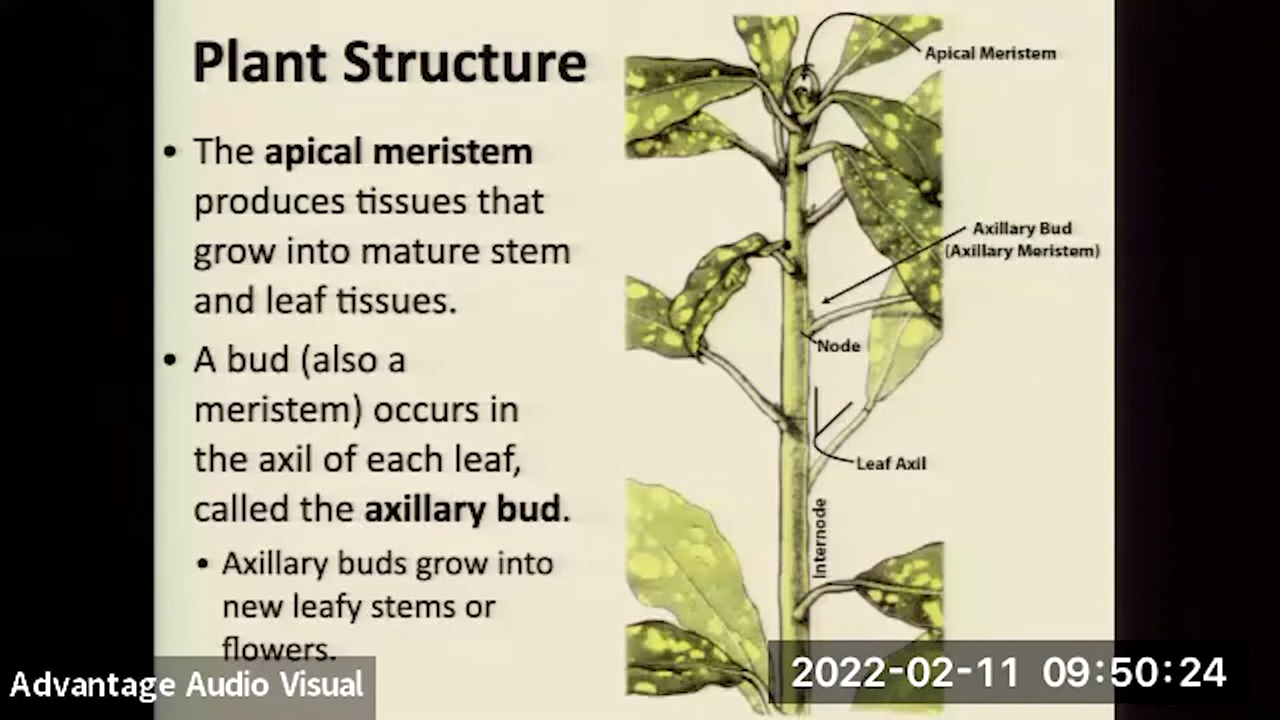 Plant Structure
• The apical meristem
produces tissues that
grow into mature stem
and leaf tissues.
• A bud (also a
meristem) occurs in
the axil of each leaf,
called the axillary bud.
• Axillary buds grow into
new leafy stems or
flowers.
Apical Meristem
Axillary Bud
(Axillary Meristem)
Node
Leaf Axil
Internode
Advantage Audio Visual
2022-02-11 09:50:24